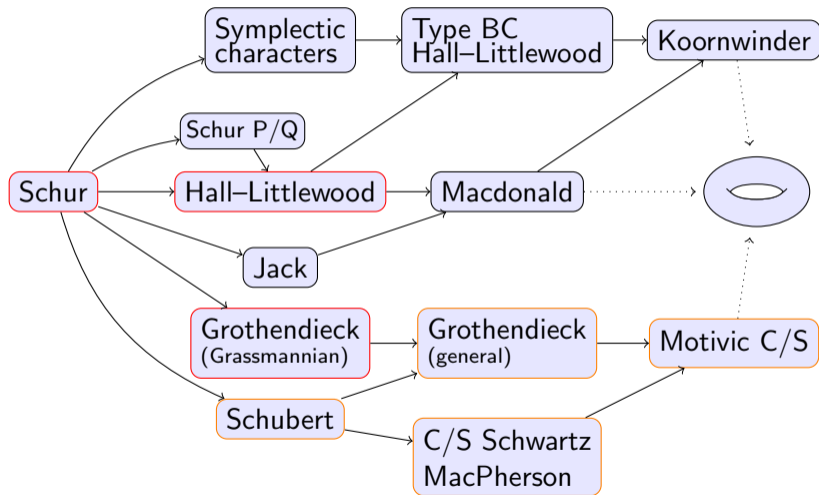 Symplectic
characters
Type BC
Hall–Littlewood
Koornwinder
Schur P/Q
Schur
Hall–Littlewood
Macdonald
Jack
Grothendieck
(Grassmannian)
Grothendieck
(general)
Motivic C/S
Schubert
C/S Schwartz
MacPherson